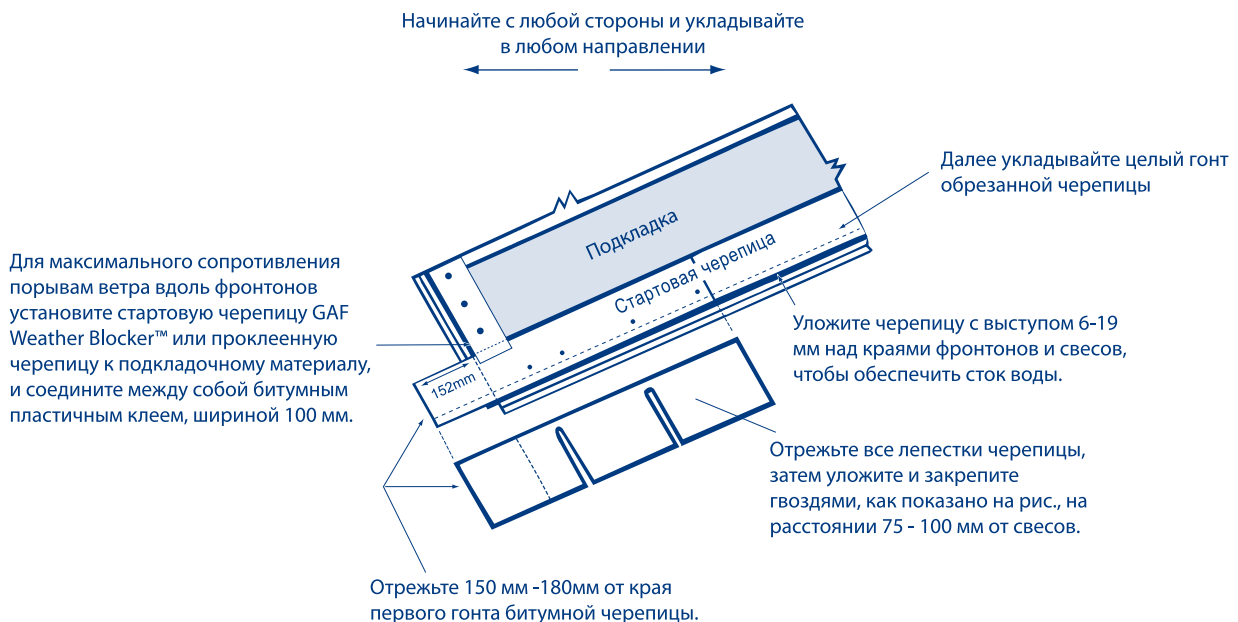 Начинайте с любой стороны и укладывайте
в любом направлении
Далее укладывайте целый гонт
обрезанной черепицы
Подкладка
Стартовая черепица
Для максимального сопротивления
порывам ветра вдоль фронтонов
установите стартовую черепицу GAF
Weather Blocker™ или проклеенную
черепицу к подкладочному материалу,
и соедините между собой битумным
пластичным клеем, шириной 100 мм.
152mm
Уложите черепицу с выступом 6-19
мм над краями фронтонов и свесов,
чтобы обеспечить сток воды.
Отрежьте все лепестки черепицы,
затем уложите и закрепите
гвоздями, как показано на рис., на
расстоянии 75 - 100 мм от свесов.
Отрежьте 150 мм -180мм от края
первого гонта битумной черепицы.